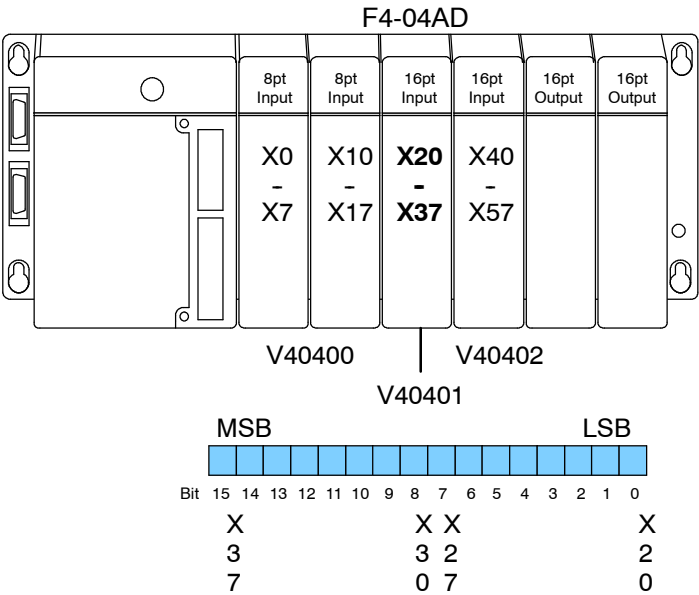 F4-04AD
8pt Input
8pt Input
16pt Input
16pt Input
16pt Output
16pt Output
X0 - X7
X10 - X17
X20 - X37
X40 - X57
V40400
V40402
V40401
MSB
LSB
Bit 15 14 13 12 11 10 9 8 7 6 5 4 3 2 1 0
X X X X
3 3 2 2
7 0 7 0